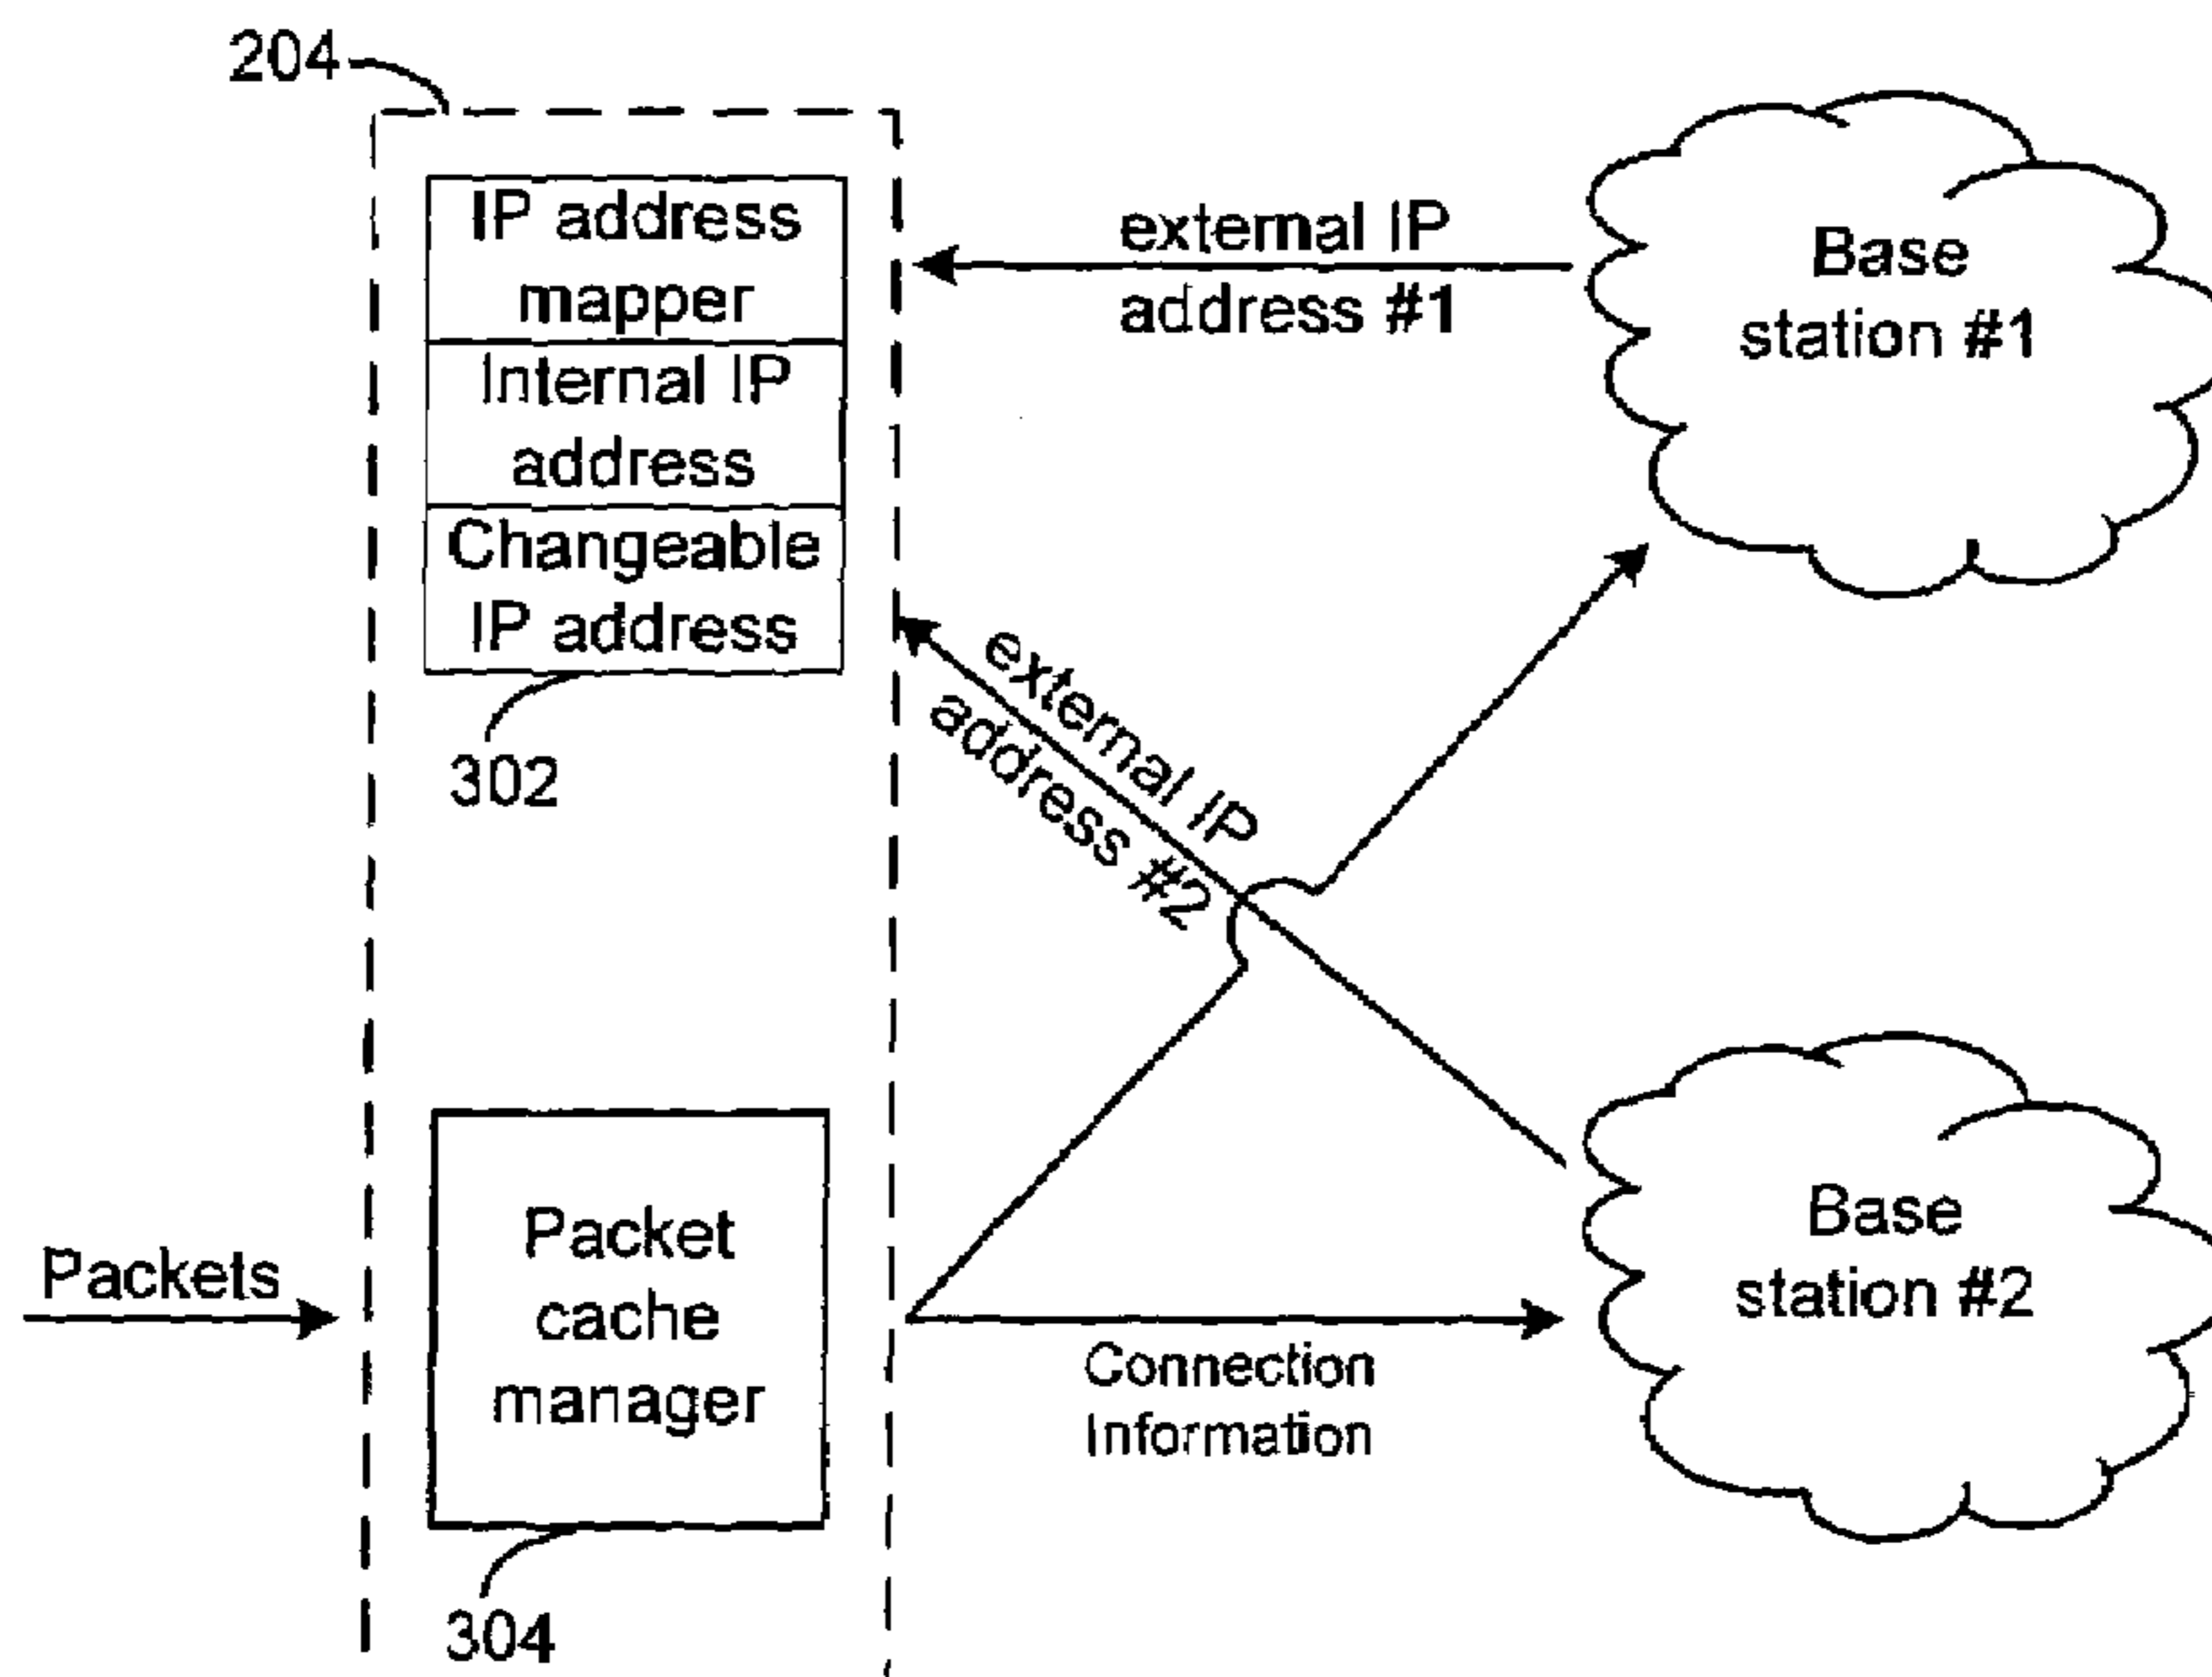 204
IP address
mapper
Internal IP
address
Changeable
IP address
302
external IP
address #1
Base
station #1
external IP
address #2
Packets
Packet
cache
manager
304
Connection
Information
Base
station #2